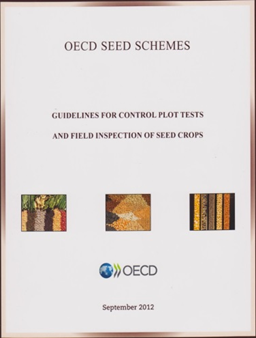 OECD SEED SCHEMES
GUIDELINES FOR CONTROL PLOT TESTS
AND FIELD INSPECTION OF SEED CROPS
OECD
September 2012